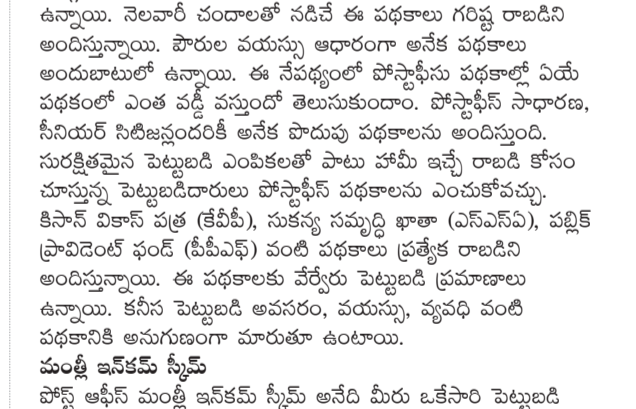 ఉన్నాయి. నెలవారీ చందాలతో నడిచే ఈ పథకాలు గరిష్ట రాబడిని
అందిస్తున్నాయి. పౌరుల వయస్సు ఆధారంగా అనేక పథకాలు
అందుబాటులో ఉన్నాయి. ఈ నేపథ్యంలో పోస్టాఫీసు పథకాల్లో ఏయే
పథకంలో ఎంత వడ్డీ వస్తుందో తెలుసుకుందాం. పోస్టాఫీస్ సాధారణ,
సీనియర్ సిటిజన్లందరికీ అనేక పొదుపు పథకాలను అందిస్తుంది.
సురక్షితమైన పెట్టుబడి ఎంపికలతో పాటు హామీ ఇచ్చే రాబడి కోసం
చూస్తున్న పెట్టుబడిదారులు పోస్టాఫీస్ పథకాలను ఎంచుకోవచ్చు.
కిసాన్ వికాస్ పత్ర (కేవీపీ), సుకన్య సమృద్ధి ఖాతా (ఎస్ఎస్ఏ), పబ్లిక్
ప్రావిడెంట్ ఫండ్ (పీపీఎఫ్) వంటి పథకాలు ప్రత్యేక రాబడిని
అందిస్తున్నాయి. ఈ పథకాలకు వేర్వేరు పెట్టుబడి ప్రమాణాలు
ఉన్నాయి. కనీస పెట్టుబడి అవసరం, వయస్సు, వ్యవధి వంటి
పథకానికి అనుగుణంగా మారుతూ ఉంటాయి.
మంత్లీ ఇన్‌కమ్ స్కీమ్
పోస్ట్ ఆఫీస్ మంత్లీ ఇన్‌కమ్ స్కీమ్ అనేది మీరు ఒకేసారి పెట్టుబడి